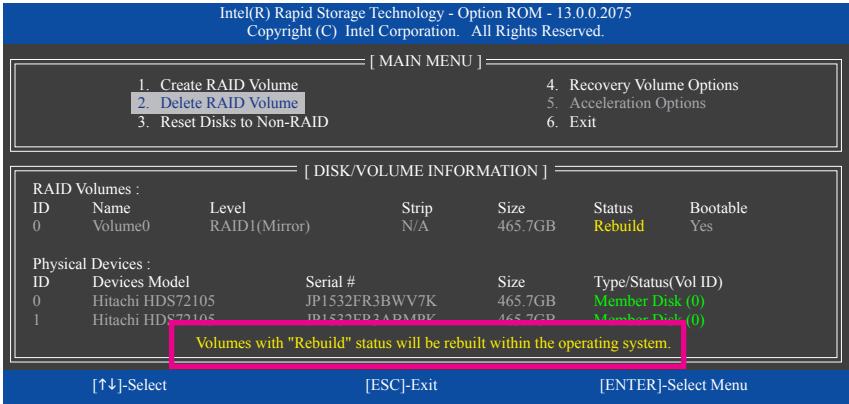 Intel(R) Rapid Storage Technology - Option ROM - 13.0.0.2075
Copyright (C) Intel Corporation. All Rights Reserved.
[ MAIN MENU ]
1. Create RAID Volume
2. Delete RAID Volume
3. Reset Disks to Non-RAID
4. Recovery Volume Options
5. Acceleration Options
6. Exit
[ DISK/VOLUME INFORMATION ]
RAID Volumes :
ID Name Level Strip Size Status Bootable
0 Volume0 RAID1(Mirror) N/A 465.7GB Rebuild Yes
Physical Devices :
ID Devices Model Serial # Size Type/Status(Vol ID)
0 Hitachi HDS72105 JP1532FR3BWV7K 465.7GB Member Disk (0)
1 Hitachi HDS72105 JP1532FR3ABMPK 465.7GB Member Disk (0)
Volumes with "Rebuild" status will be rebuilt within the operating system.
[↑↓]-Select [ESC]-Exit [ENTER]-Select Menu